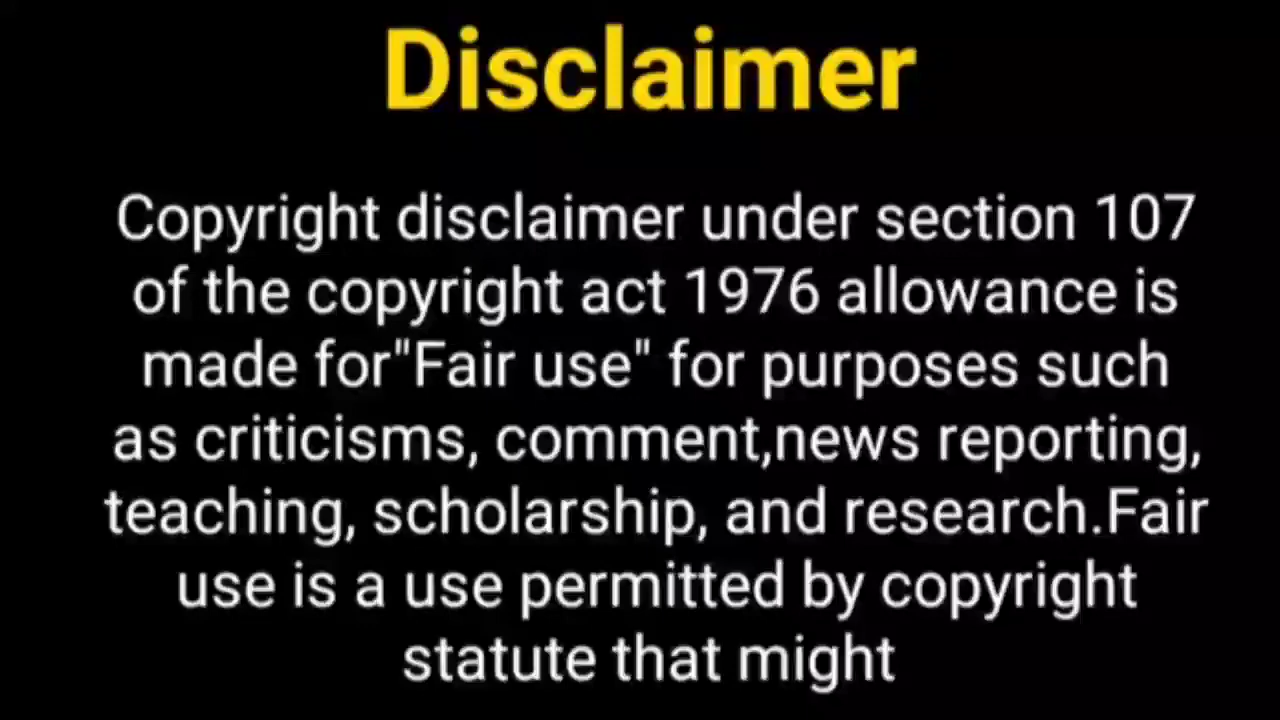 Disclaimer
Copyright disclaimer under section 107
of the copyright act 1976 allowance is
made for"Fair use" for purposes such
as criticisms, comment,news reporting,
teaching, scholarship, and research.Fair
use is a use permitted by copyright
statute that might